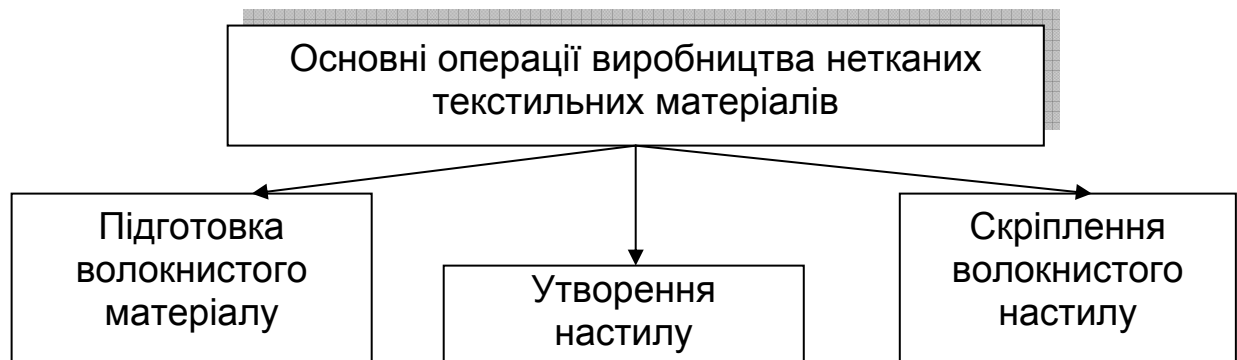 Основні операції виробництва нетканих
текстильних матеріалів
Підготовка
волокнистого
матеріалу
Утворення
настилу
Скріплення
волокнистого
настилу